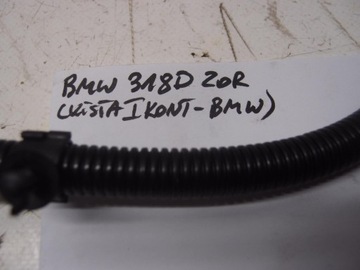 BMW 318D 20R
(KISTA I KONT-BMW)